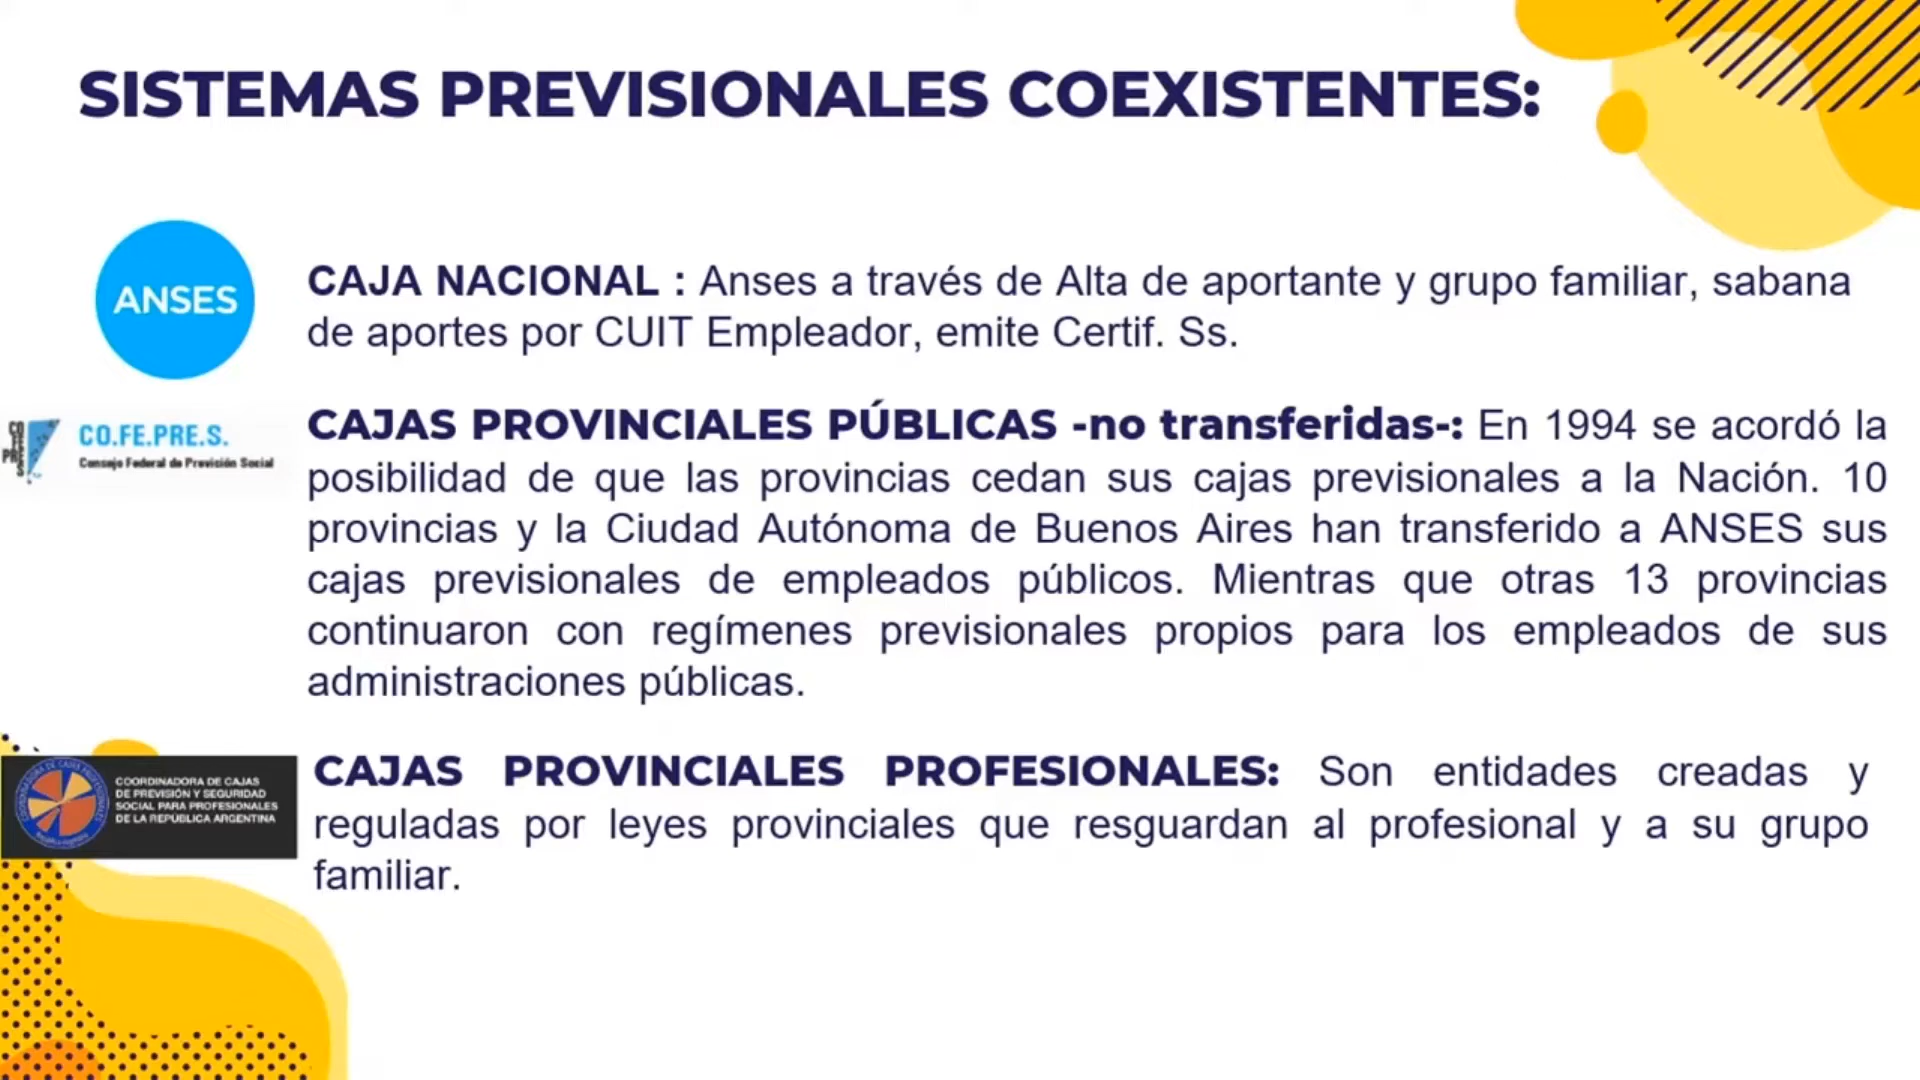 SISTEMAS PREVISIONALES COEXISTENTES:
ANSES
CAJA NACIONAL : Anses a través de Alta de aportante y grupo familiar, sabana
de aportes por CUIT Empleador, emite Certif. Ss.
CO.FE.PRE.S.
Consejo Federal de Previsión Social
CAJAS PROVINCIALES PÚBLICAS -no transferidas-: En 1994 se acordó la
posibilidad de que las provincias cedan sus cajas previsionales a la Nación. 10
provincias y la Ciudad Autónoma de Buenos Aires han transferido a ANSES sus
cajas previsionales de empleados públicos. Mientras que otras 13 provincias
continuaron con regímenes previsionales propios para los empleados de sus
administraciones públicas.
COORDINADORA DE CAJAS
DE PREVISIÓN Y SEGURIDAD
SOCIAL PARA PROFESIONALES
DE LA REPÚBLICA ARGENTINA
CAJAS PROVINCIALES PROFESIONALES: Son entidades creadas y
reguladas por leyes provinciales que resguardan al profesional y a su grupo
familiar.